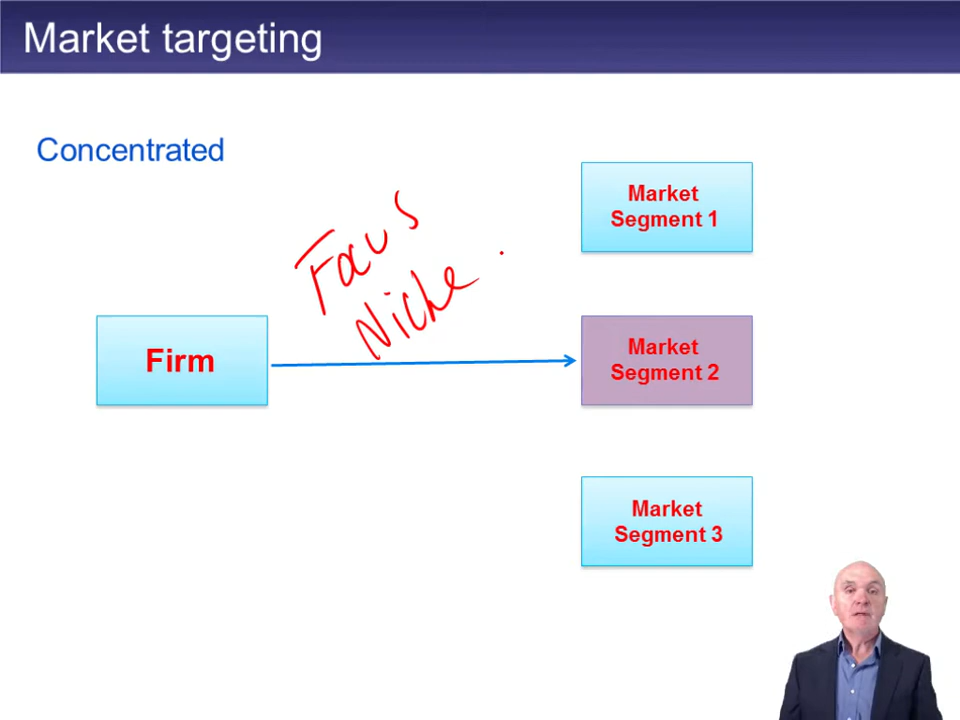 Market targeting
Concentrated
Market
Segment 1
Focus
Niche
Firm
Market
Segment 2
Market
Segment 3